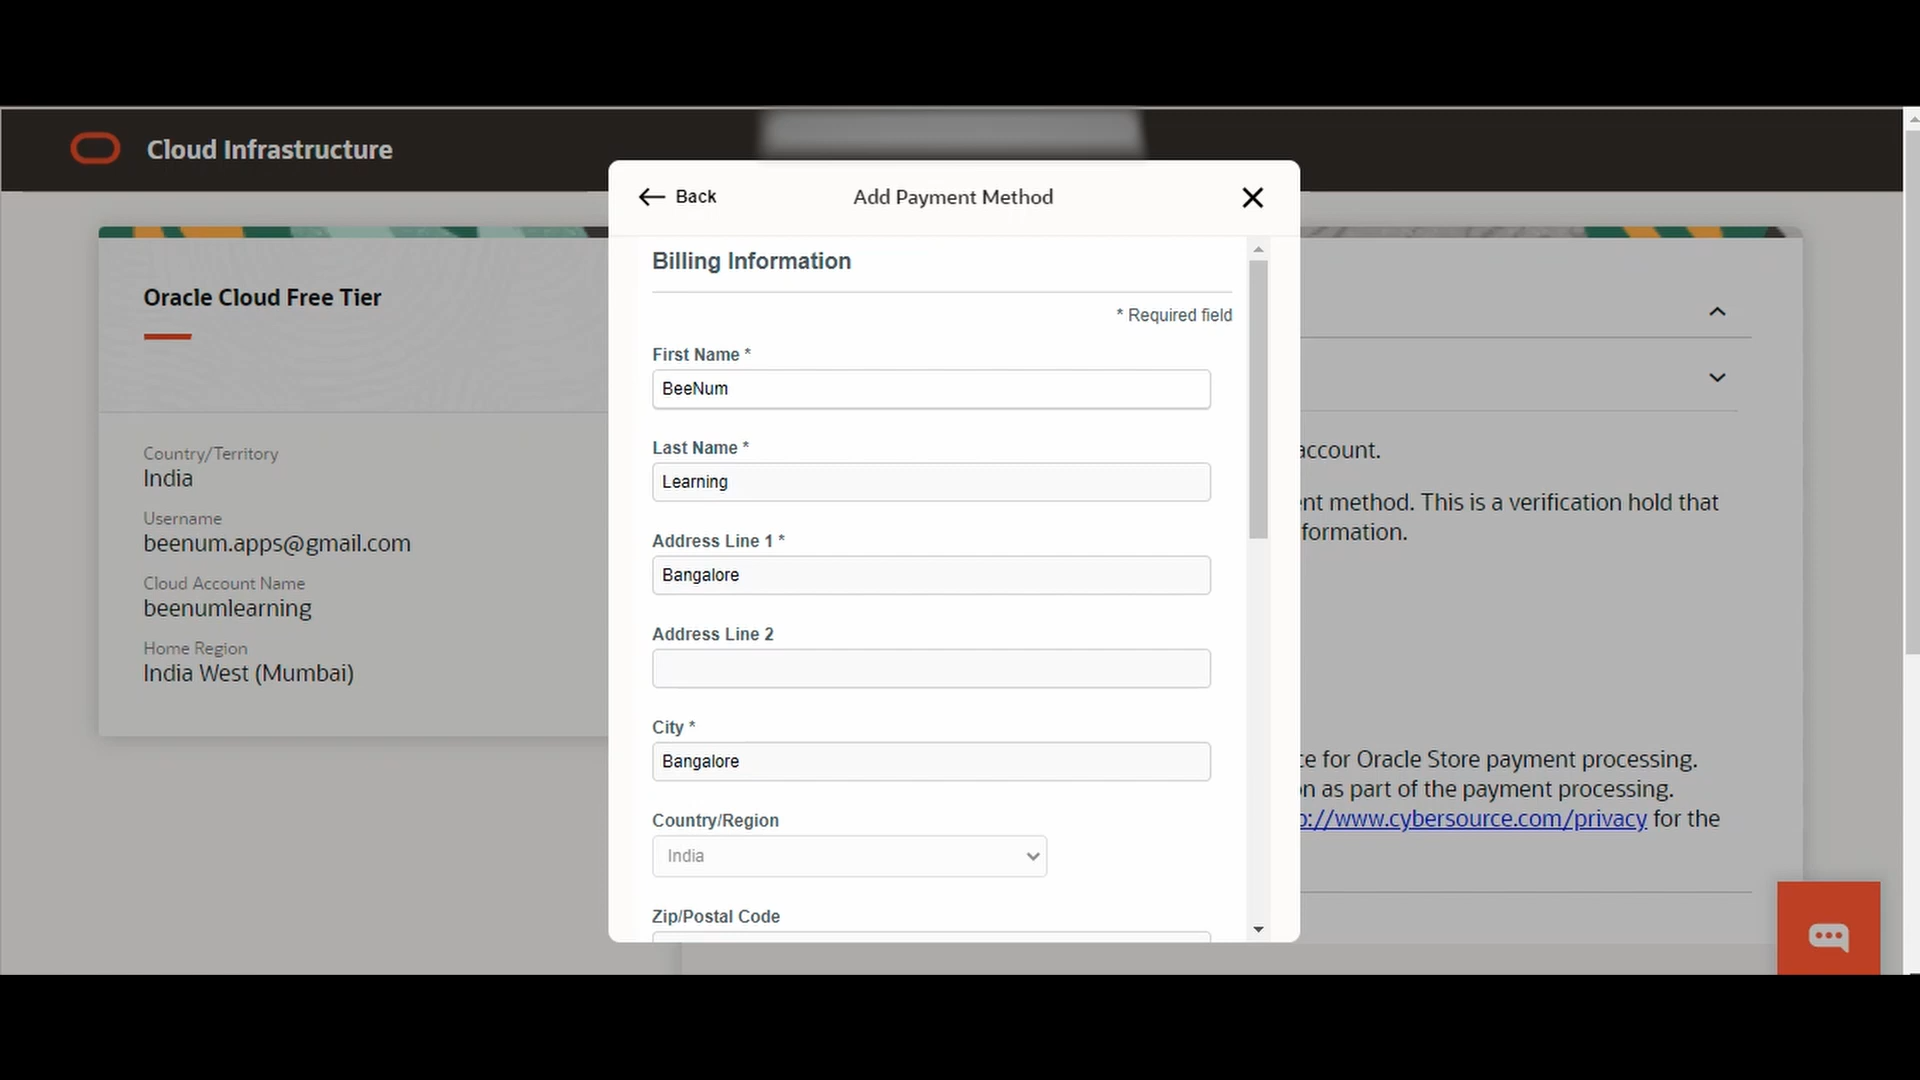 Cloud Infrastructure
Oracle Cloud Free Tier
Country/Territory
India
Username
beenum.apps@gmail.com
Cloud Account Name
beenumlearning
Home Region
India West (Mumbai)
← Back
Add Payment Method
Billing Information
* Required field
First Name *
BeeNum
Last Name *
Learning
Address Line 1 *
Bangalore
Address Line 2
City *
Bangalore
Country/Region
India
Zip/Postal Code
account.
method. This is a verification hold that
for Oracle Store payment processing.
as part of the payment processing.
://www.cybersource.com/privacy for the